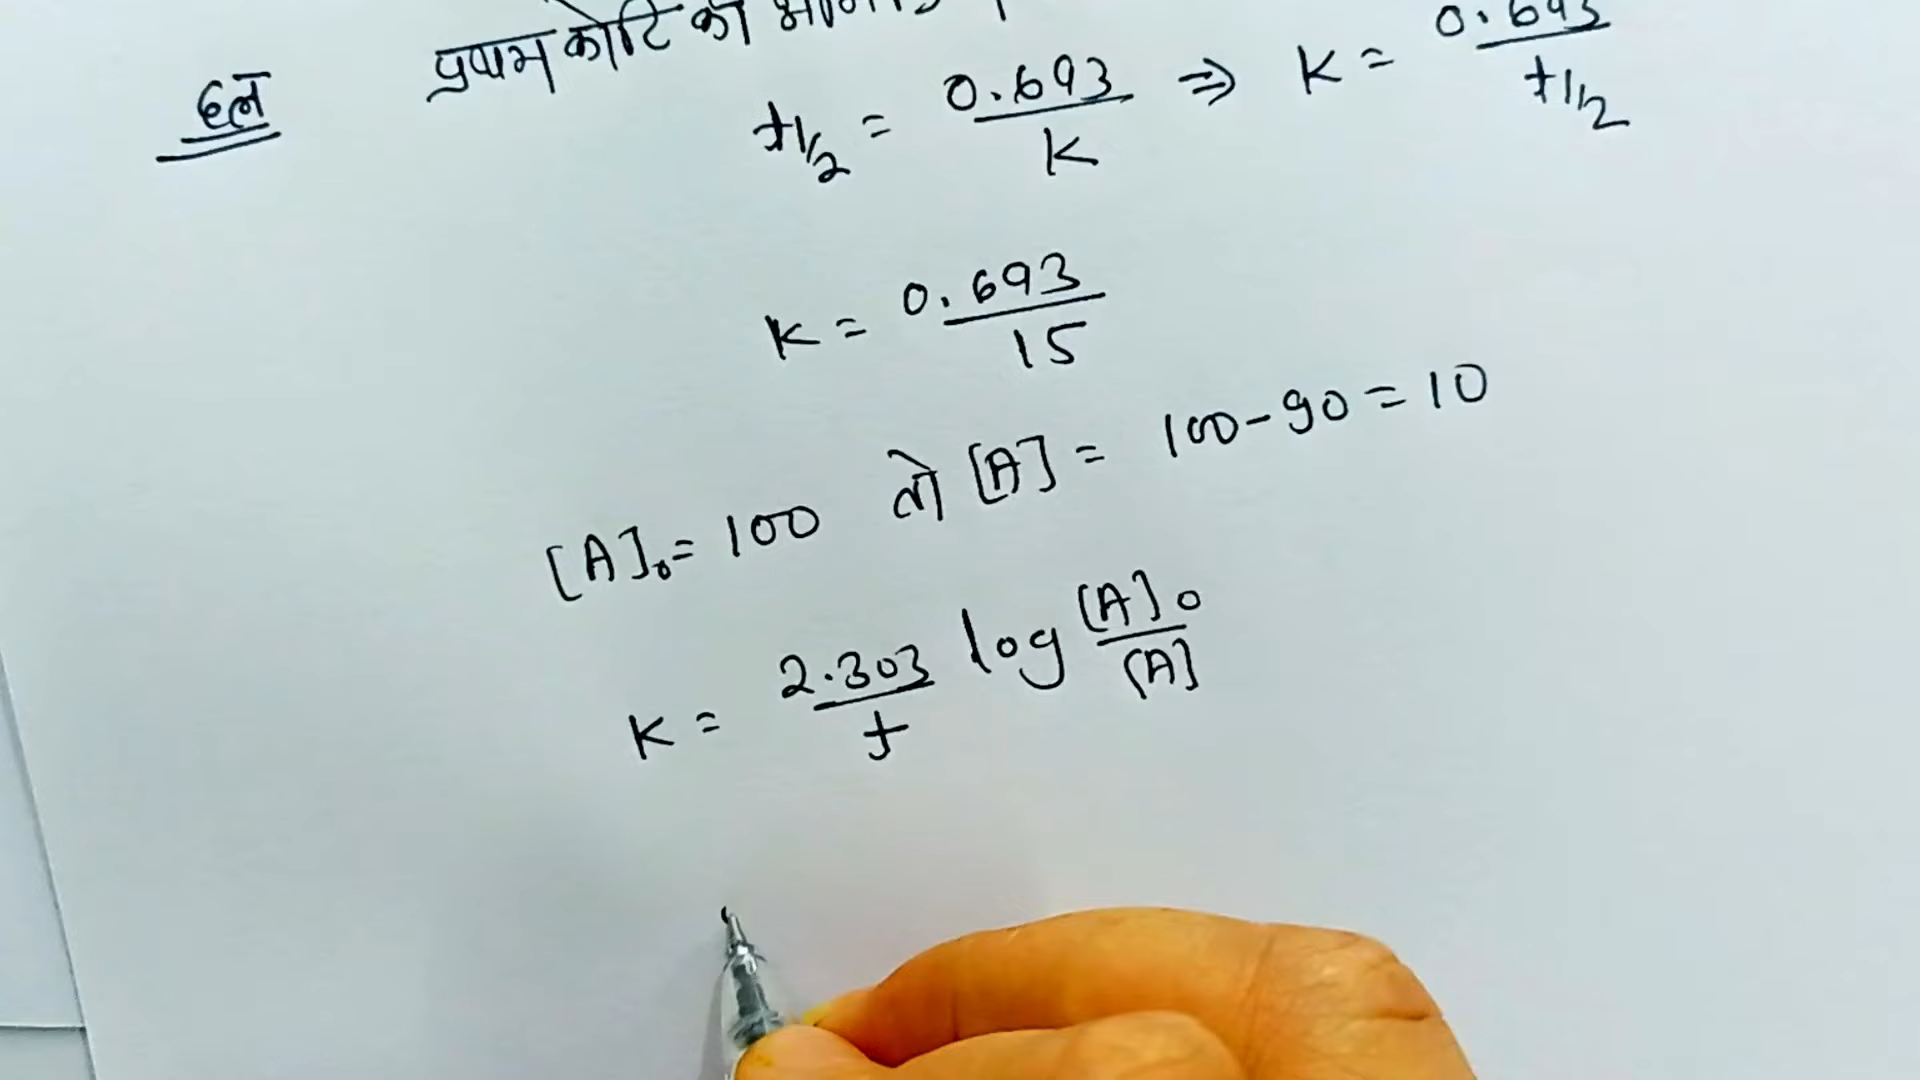 प्रथम कोटि की
हल t1/2 = 0.693/K ⇒ K = 0.693/t1/2
K = 0.693/15
[A]₀ = 100 तो [A] = 100-90 = 10
K = 2.303/t log [A]₀/[A]